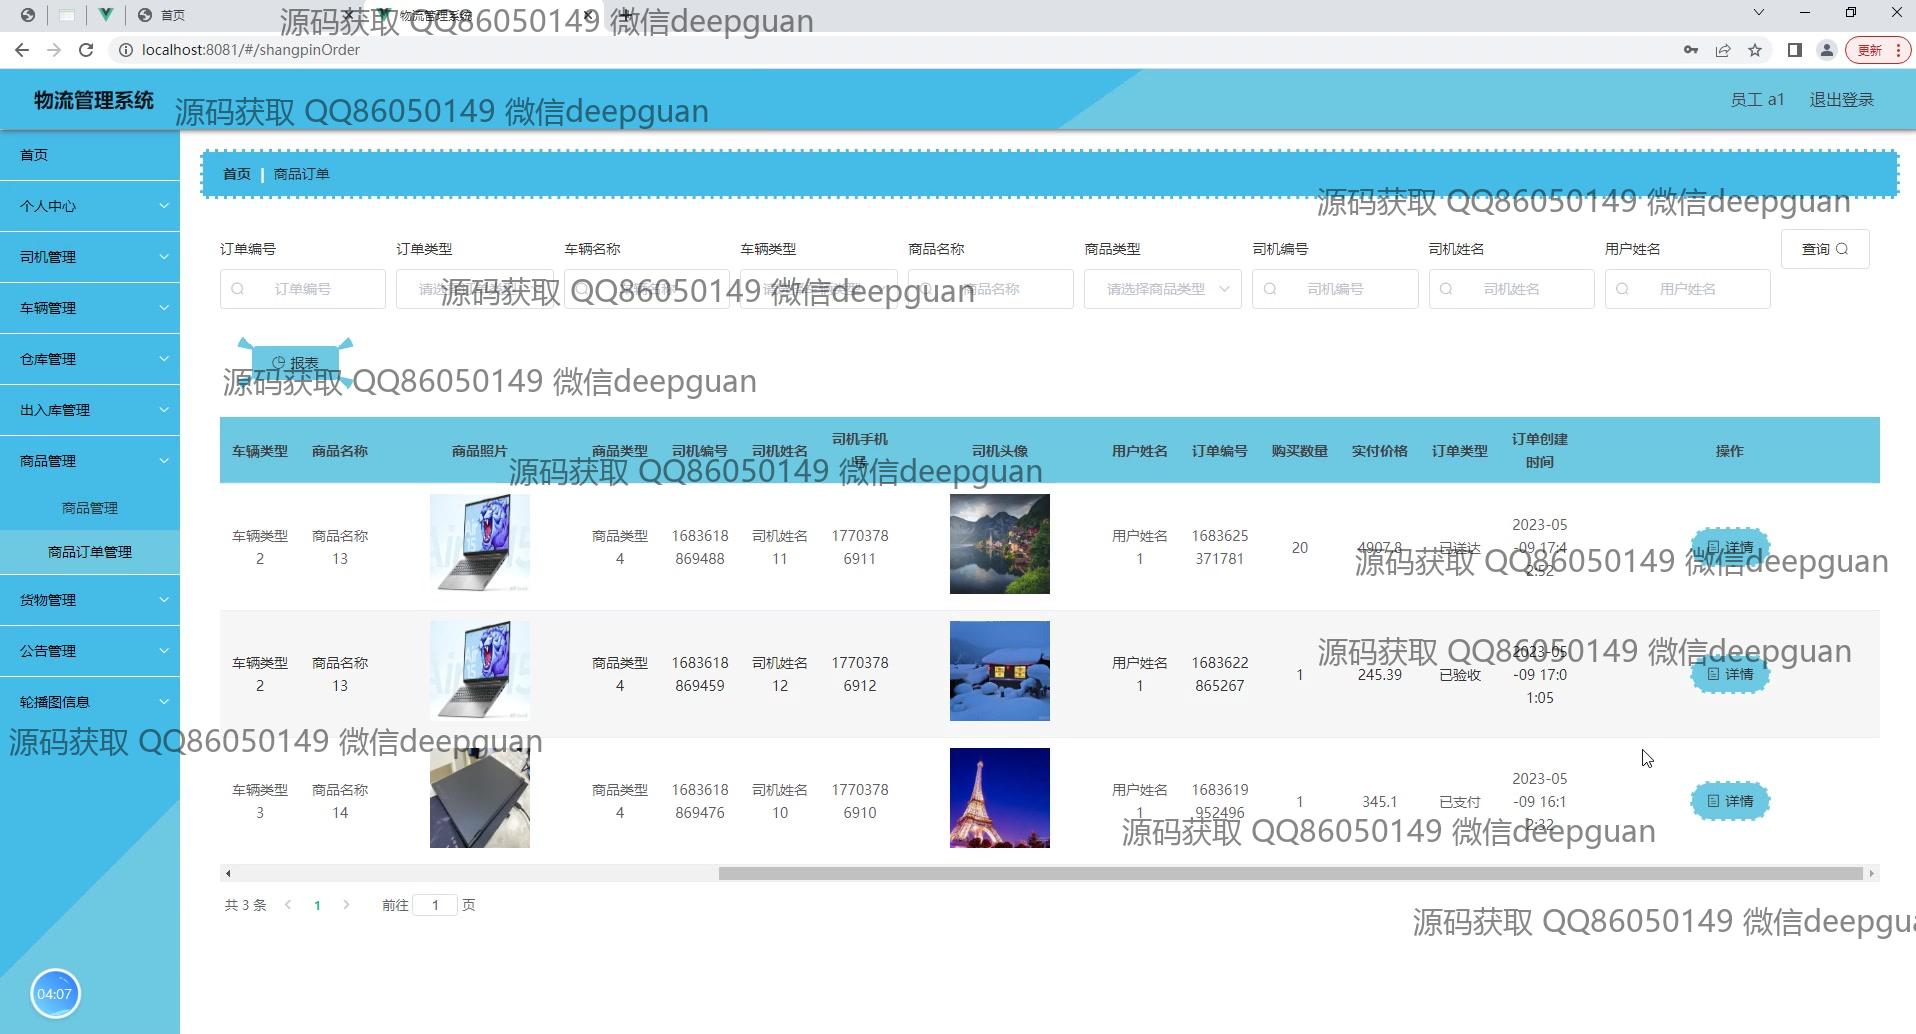 首页
物流管理系统
源码获取 QQ86050149 微信deepguan
localhost:8081/#/shangpinOrder
更新
物流管理系统
源码获取 QQ86050149 微信deepguan
员工 a1
退出登录
首页
个人中心
司机管理
车辆管理
仓库管理
出入库管理
商品管理
商品管理
商品订单管理
货物管理
公告管理
轮播图信息
首页 | 商品订单
源码获取 QQ86050149 微信deepguan
订单编号 订单类型 车辆名称 车辆类型 商品名称 商品类型 司机编号 司机姓名 用户姓名
查询
订单编号 商品名称 请选择商品类型 司机编号 司机姓名 用户姓名
源码获取 QQ86050149 微信deepguan
报表
源码获取 QQ86050149 微信deepguan
车辆类型 商品名称 商品照片 商品类型 司机编号 司机姓名 司机手机号 司机头像 用户姓名 订单编号 购买数量 实付价格 订单类型 订单创建时间 操作
源码获取 QQ86050149 微信deepguan
车辆类型2 商品名称13 商品类型4 1683618869488 司机姓名11 17703786911 用户姓名1 1683625371781 20 4907.8 已送达 2023-05-09 17:42:52 详情
源码获取 QQ86050149 微信deepguan
车辆类型2 商品名称13 商品类型4 1683618869459 司机姓名12 17703786912 用户姓名1 1683622865267 1 245.39 已验收 2023-05-09 17:01:05 详情
源码获取 QQ86050149 微信deepguan
源码获取 QQ86050149 微信deepguan
车辆类型3 商品名称14 商品类型4 1683618869476 司机姓名10 17703786910 用户姓名1 1683619952496 1 345.1 已支付 2023-05-09 16:12:32 详情
源码获取 QQ86050149 微信deepguan
共 3 条 1 前往 1 页
源码获取 QQ86050149 微信deepgua
04:07